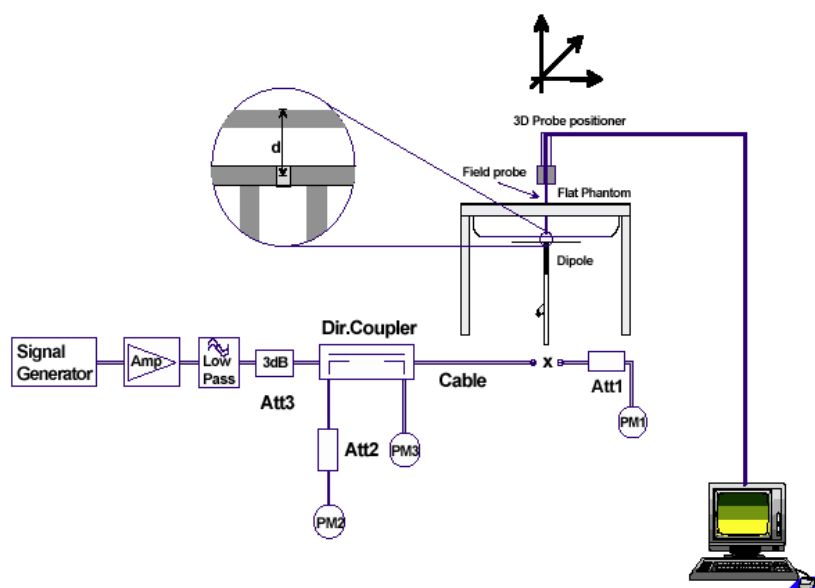 3D Probe positioner
d
Field probe
Flat Phantom
Dipole
Dir.Coupler
Signal
Generator
Amp
Low
Pass
3dB
Cable
x
Att1
Att3
PM1
Att2
PM3
PM2